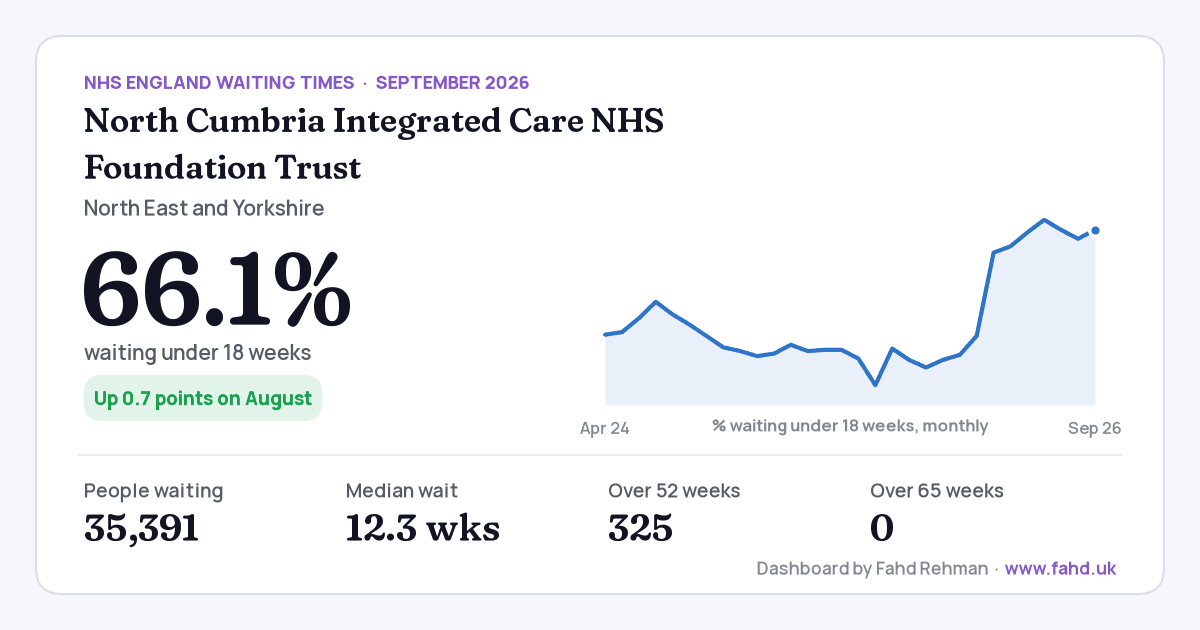 NHS ENGLAND WAITING TIMES · SEPTEMBER 2026
North Cumbria Integrated Care NHS
Foundation Trust
North East and Yorkshire
66.1%
waiting under 18 weeks
Up 0.7 points on August
Apr 24
% waiting under 18 weeks, monthly
Sep 26
People waiting
35,391
Median wait
12.3 wks
Over 52 weeks
325
Over 65 weeks
0
Dashboard by Fahd Rehman · www.fahd.uk